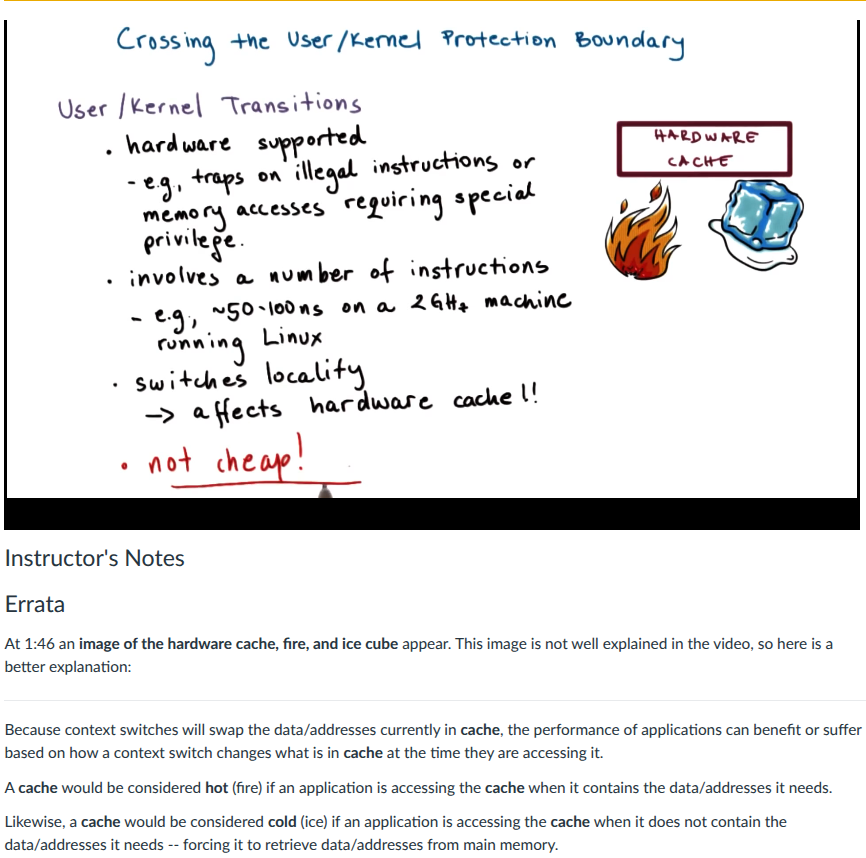 Crossing the User/Kernel Protection Boundary
User/Kernel Transitions
• hardware supported
- e.g., traps on illegal instructions or
memory accesses requiring special
privilege.
• involves a number of instructions
- e.g., ~50-100ns on a 2GHz machine
running Linux
• switches locality
→ affects hardware cache!!
• not cheap!
HARDWARE
CACHE
Instructor's Notes
Errata
At 1:46 an image of the hardware cache, fire, and ice cube appear. This image is not well explained in the video, so here is a
better explanation:
Because context switches will swap the data/addresses currently in cache, the performance of applications can benefit or suffer
based on how a context switch changes what is in cache at the time they are accessing it.
A cache would be considered hot (fire) if an application is accessing the cache when it contains the data/addresses it needs.
Likewise, a cache would be considered cold (ice) if an application is accessing the cache when it does not contain the
data/addresses it needs -- forcing it to retrieve data/addresses from main memory.